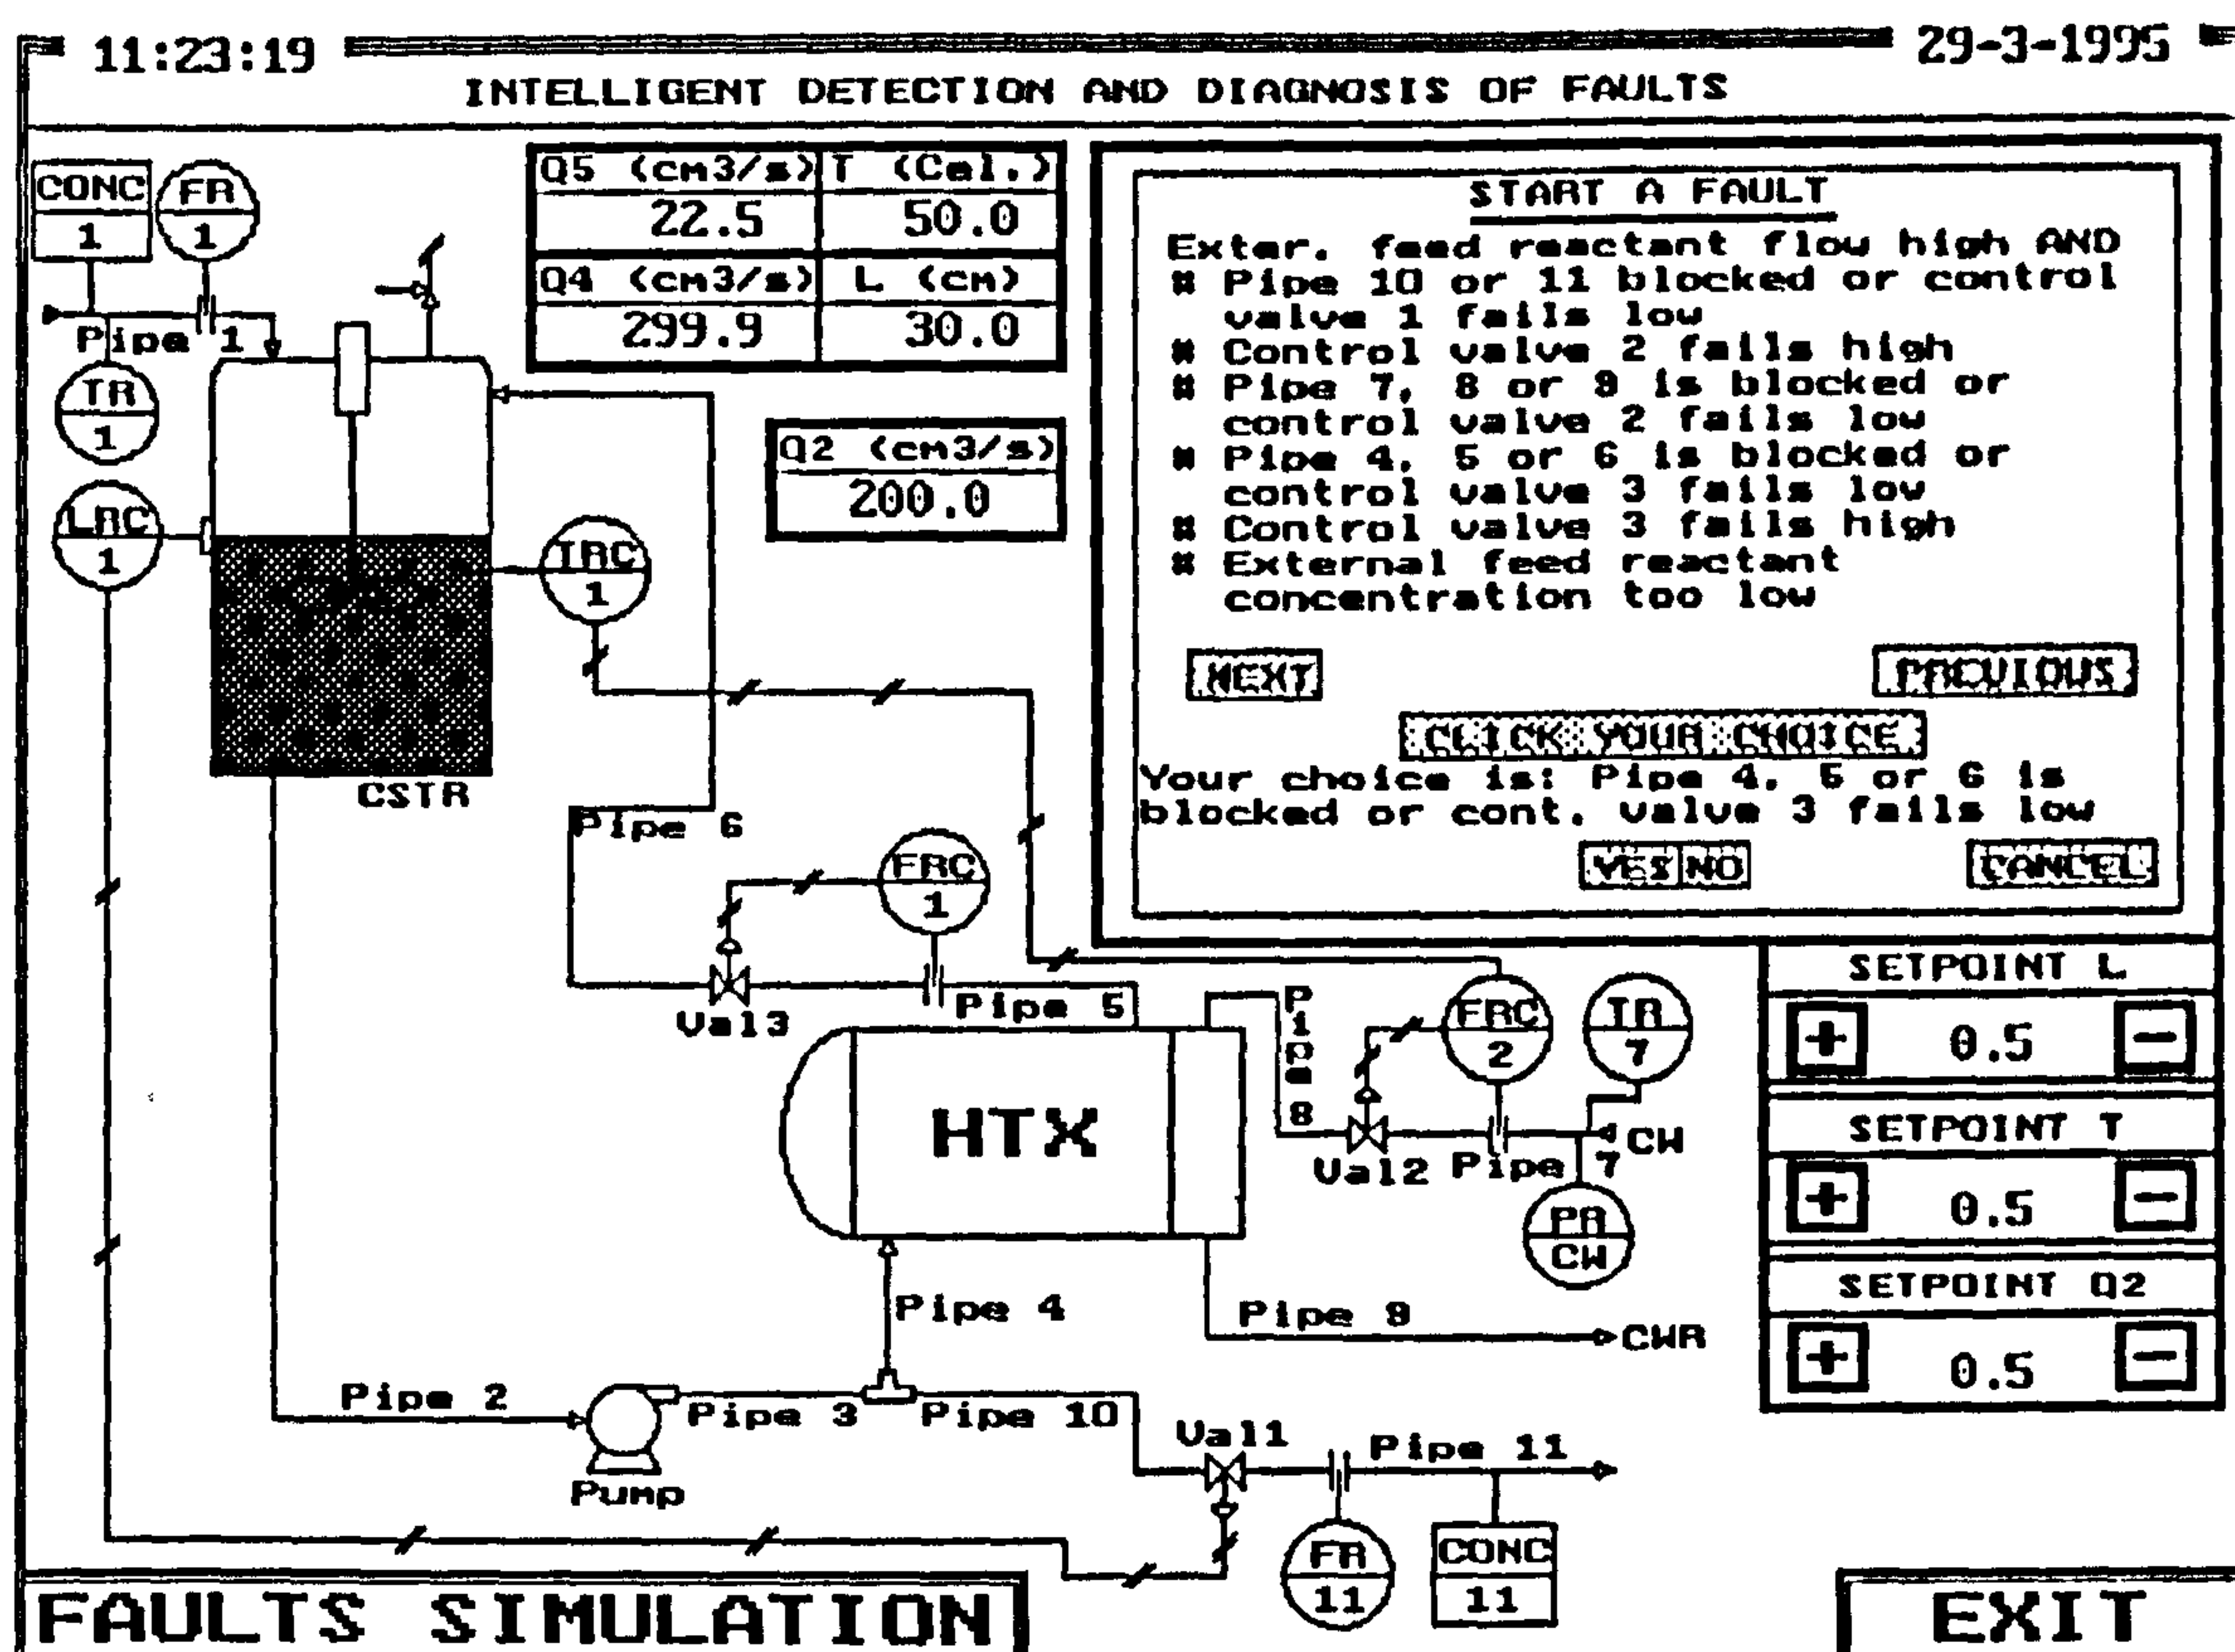 11:23:19
29-3-1995
INTELLIGENT DETECTION AND DIAGNOSIS OF FAULTS
CONC
1
FR
1
Pipe 1
TR
1
LRC
1
Q5 (cm3/s) T (Cel.)
22.5 50.0
Q4 (cm3/s) L (cm)
299.9 30.0
Q2 (cm3/s)
200.0
TRC
1
CSTR
Pipe 6
START A FAULT
Exter. feed reactant flow high AND
# Pipe 10 or 11 blocked or control
valve 1 fails low
# Control valve 2 fails high
# Pipe 7, 8 or 9 is blocked or
control valve 2 fails low
# Pipe 4, 5 or 6 is blocked or
control valve 3 fails low
# Control valve 3 fails high
# External feed reactant
concentration too low
NEXT
PREVIOUS
CLICK YOUR CHOICE
Your choice is: Pipe 4, 5 or 6 is
blocked or cont. valve 3 fails low
YES NO
CANCEL
FRC
1
Val3
Pipe 5
HTX
Pipe 8
FRC
2
TR
7
CW
Val2
Pipe 7
PR
CW
Pipe 4
Pipe 9
CWR
SETPOINT L
+ 0.5 -
SETPOINT T
+ 0.5 -
SETPOINT Q2
+ 0.5 -
Pipe 2
Pipe 3
Pipe 10
Pump
Val1
Pipe 11
FR
11
CONC
11
FAULTS SIMULATION
EXIT